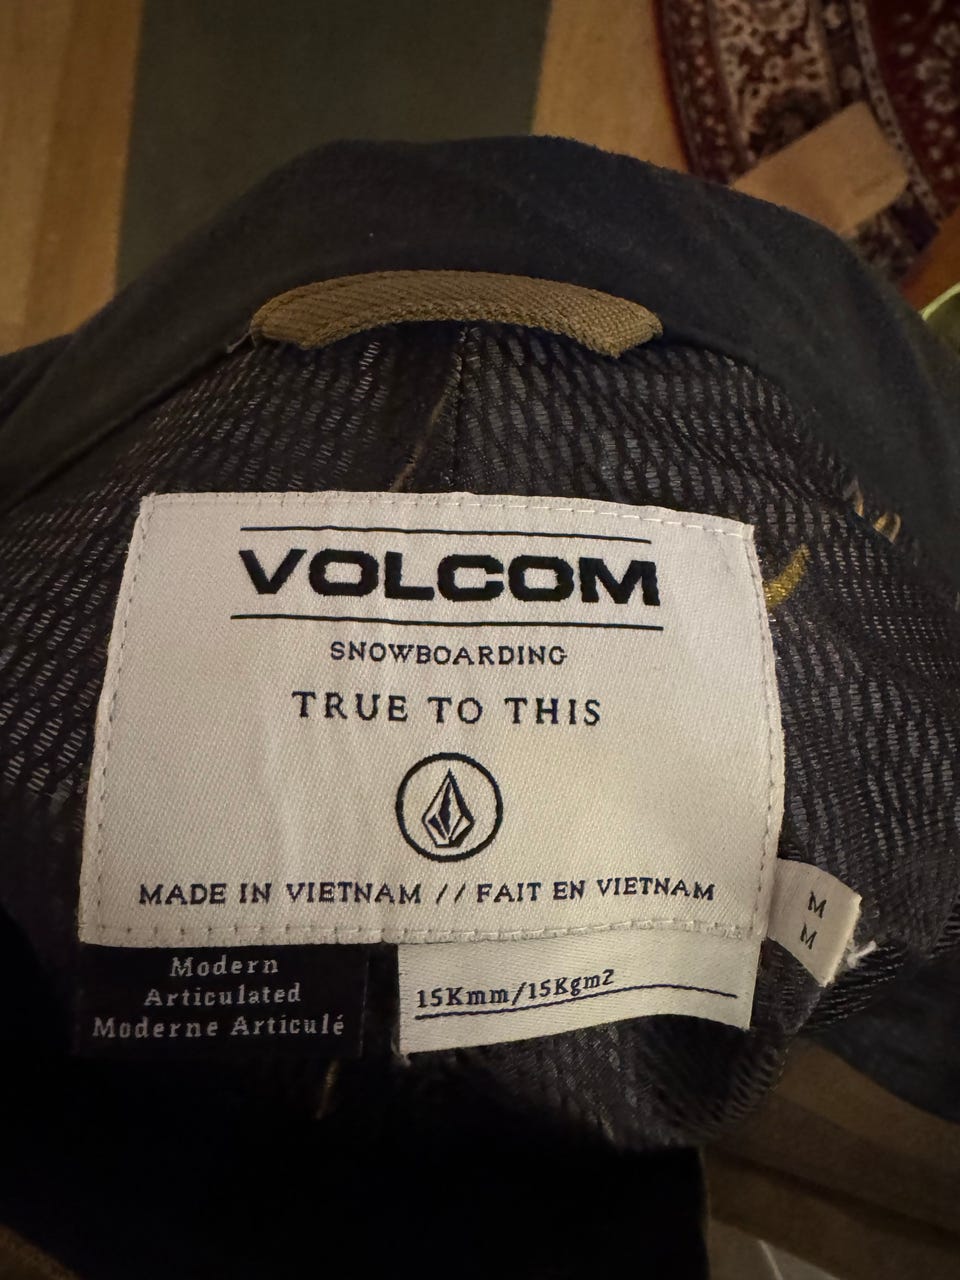 VOLCOM
SNOWBOARDING
TRUE TO THIS
MADE IN VIETNAM // FAIT EN VIETNAM
M
M
Modern
Articulated
Moderne Articulé
15Kmm/15Kgm2